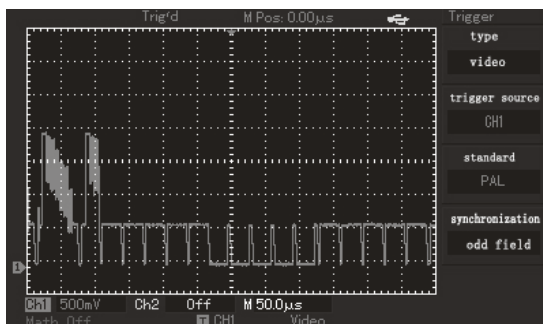 Trig'd M Pos: 0.00μs Trigger
type
video
trigger source
CH1
standard
PAL
synchronization
odd field
1
Ch1 500mV Ch2 Off M 50.0μs
Math Off T CH1 Video